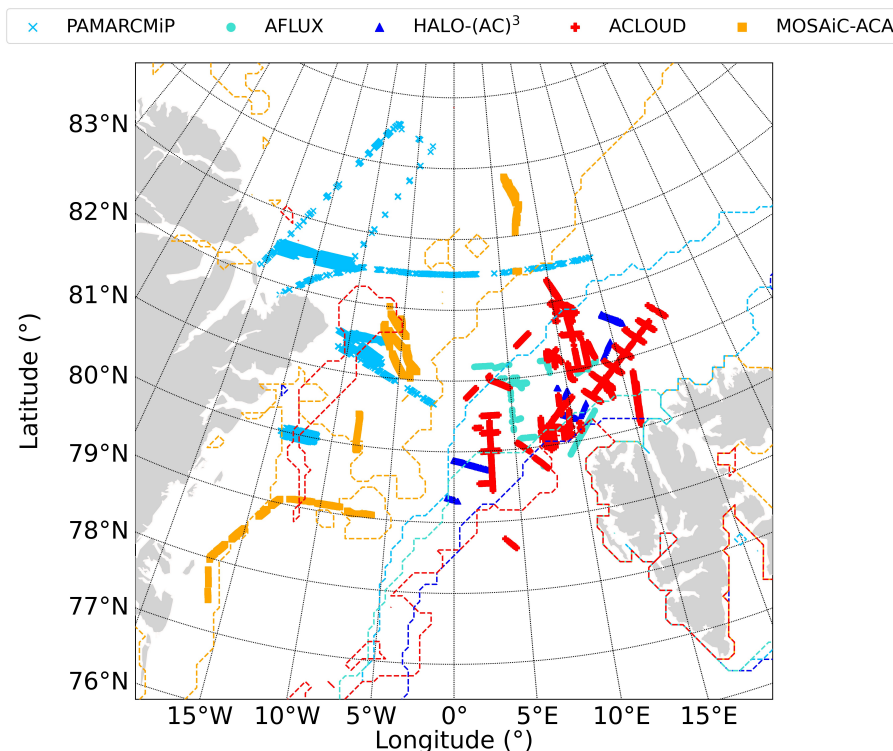 PAMARCMiP AFLUX HALO-(AC)³ ACLOUD MOSAiC-ACA
83°N
82°N
81°N
80°N
79°N
78°N
77°N
76°N
Latitude (°)
15°W 10°W 5°W 0° 5°E 10°E 15°E
Longitude (°)